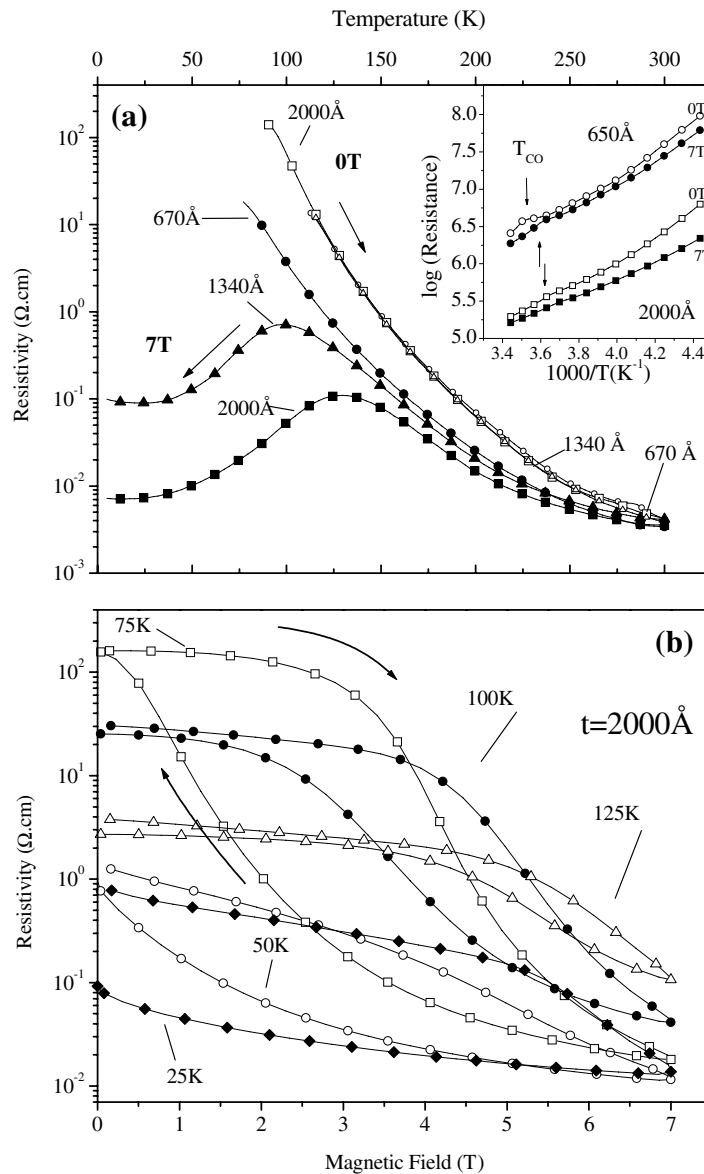 Temperature (K)
0 50 100 150 200 250 300
(a)
2000Å
0T
670Å
1340Å
7T
2000Å
1340 Å
670 Å
Resistivity (Ω.cm)
10² 10¹ 10⁰ 10⁻¹ 10⁻² 10⁻³
log (Resistance)
8.0
7.5
7.0
6.5
6.0
5.5
5.0
650Å
T_CO
0T
7T
0T
7T
2000Å
3.4 3.6 3.8 4.0 4.2 4.4
1000/T(K⁻¹)
(b)
75K
100K
t=2000Å
125K
50K
25K
Resistivity (Ω.cm)
10² 10¹ 10⁰ 10⁻¹ 10⁻²
0 1 2 3 4 5 6 7
Magnetic Field (T)